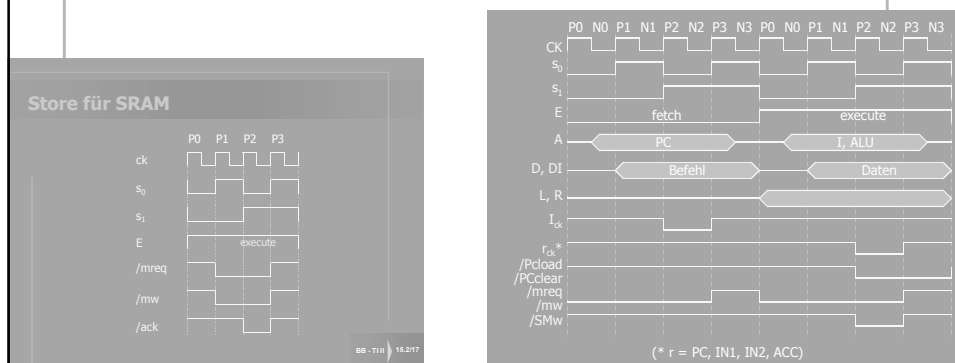 Store für SRAM
P0 P1 P2 P3
ck
s0
s1
E execute
/mreq
/mw
/ack
BB - TI II 15.2/17
P0 N0 P1 N1 P2 N2 P3 N3 P0 N0 P1 N1 P2 N2 P3 N3
CK
s0
s1
E fetch execute
A PC I, ALU
D, DI Befehl Daten
L, R
Ick
rck*
/Pcload
/PCclear
/mreq
/mw
/SMw
(* r = PC, IN1, IN2, ACC)